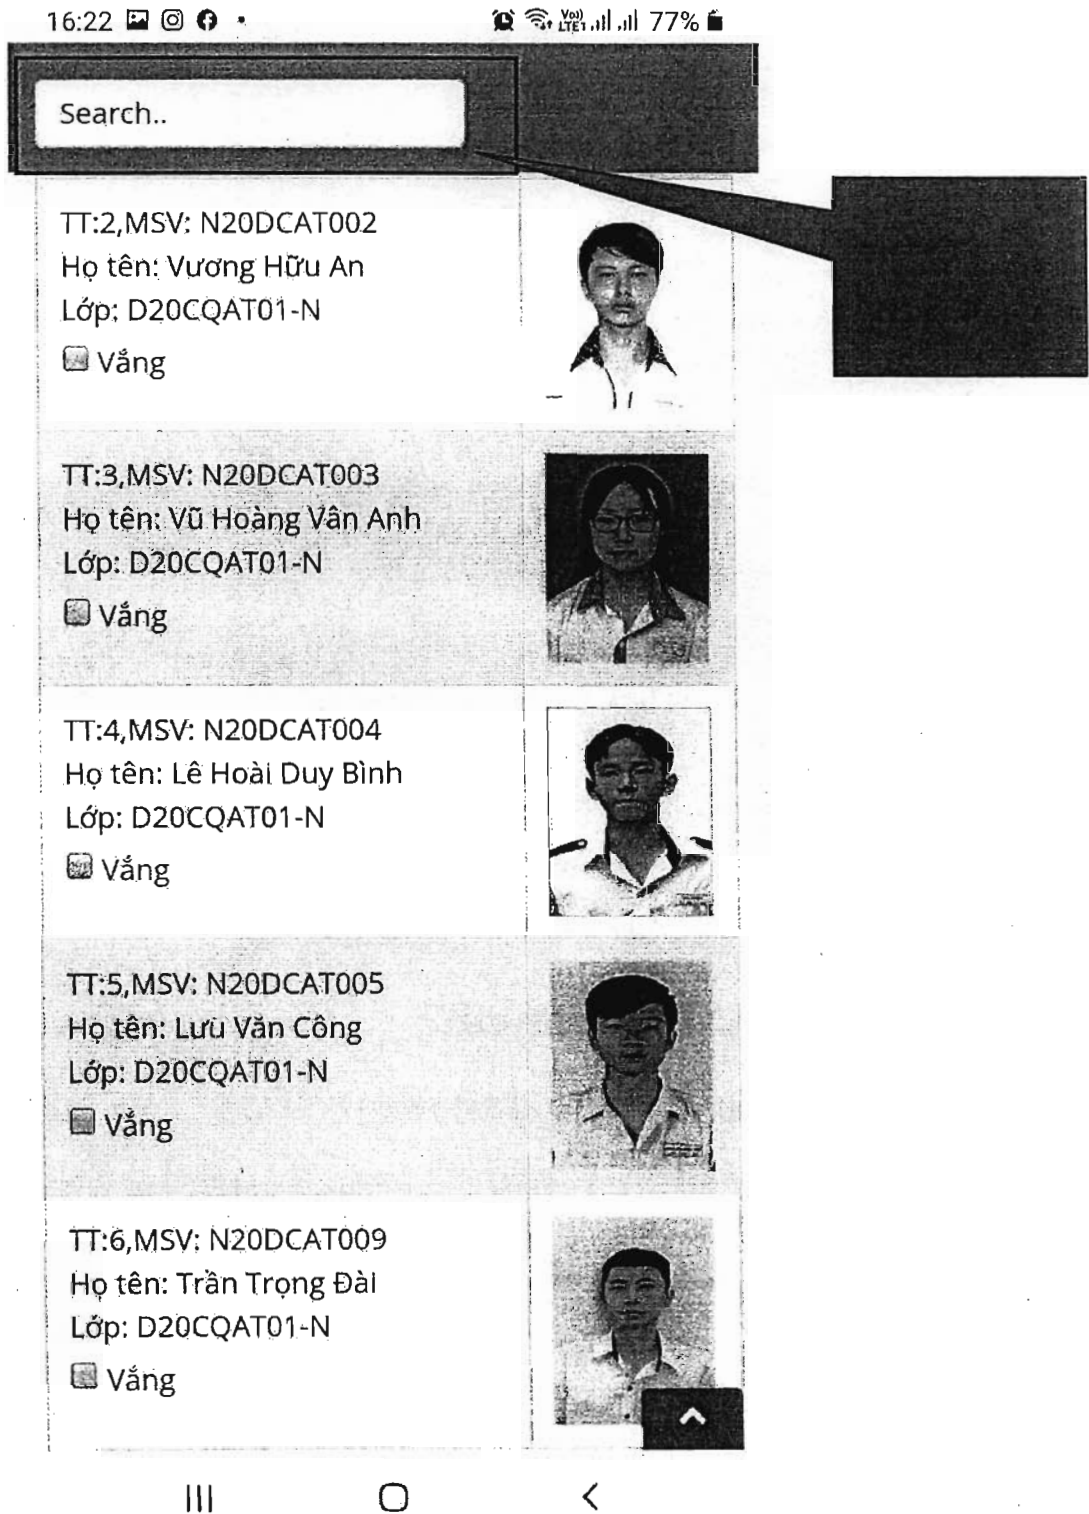 16:22 77%
Search..
TT:2,MSV: N20DCAT002
Họ tên: Vương Hữu An
Lớp: D20CQAT01-N
Vắng
TT:3,MSV: N20DCAT003
Họ tên: Vũ Hoàng Vân Anh
Lớp: D20CQAT01-N
Vắng
TT:4,MSV: N20DCAT004
Họ tên: Lê Hoài Duy Bình
Lớp: D20CQAT01-N
Vắng
TT:5,MSV: N20DCAT005
Họ tên: Lưu Văn Công
Lớp: D20CQAT01-N
Vắng
TT:6,MSV: N20DCAT009
Họ tên: Trần Trọng Đài
Lớp: D20CQAT01-N
Vắng